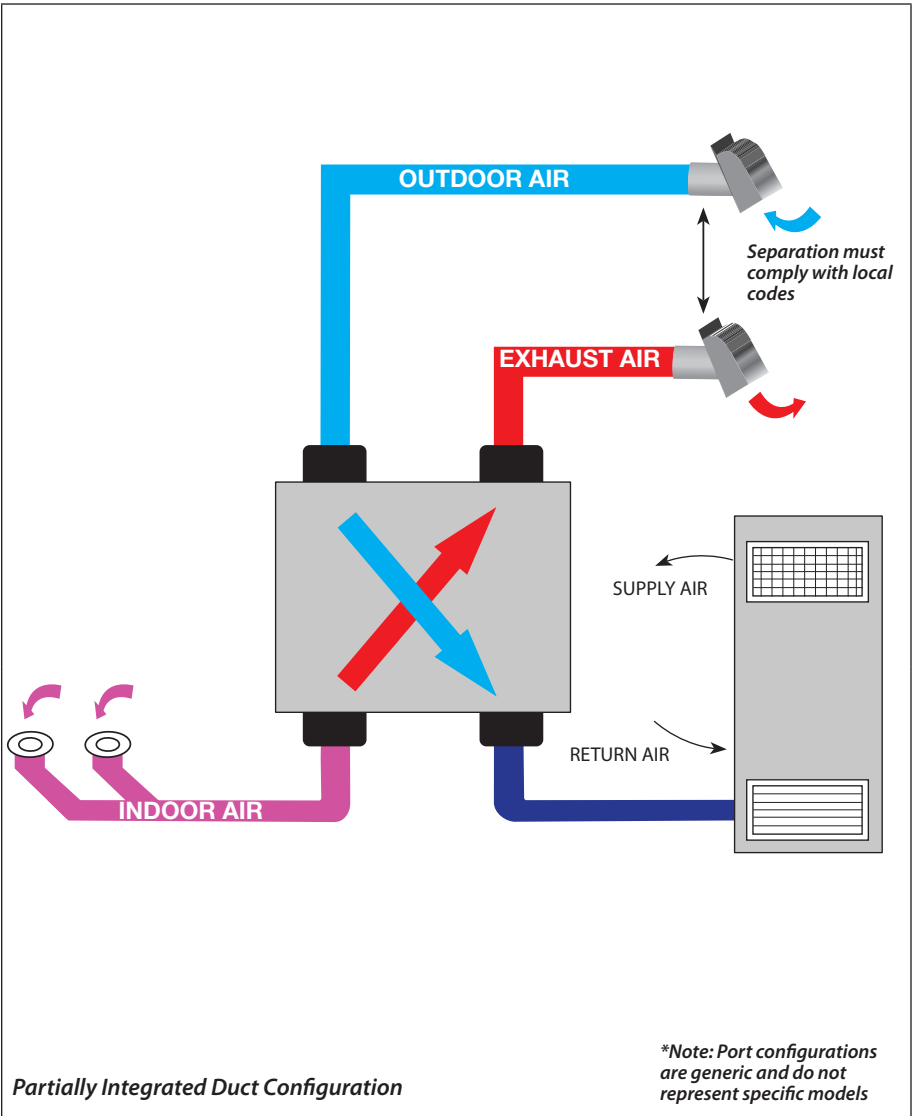 OUTDOOR AIR
Separation must
comply with local
codes
EXHAUST AIR
SUPPLY AIR
RETURN AIR
INDOOR AIR
Partially Integrated Duct Configuration
*Note: Port configurations
are generic and do not
represent specific models